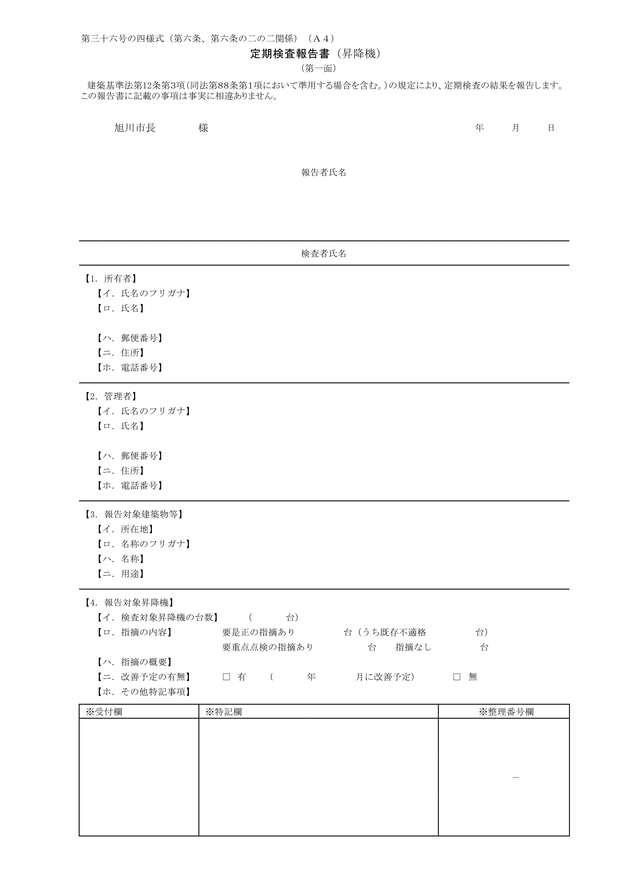 第三十六号の四様式（第六条、第六条の二の二関係）（Ａ４）
定期検査報告書（昇降機）
（第一面）
建築基準法第12条第3項（同法第88条第1項において準用する場合を含む。）の規定により、定期検査の結果を報告します。
この報告書に記載の事項は事実に相違ありません。
旭川市長　　様　　年　月　日
報告者氏名
検査者氏名
【1．所有者】
【イ．氏名のフリガナ】
【ロ．氏名】
【ハ．郵便番号】
【ニ．住所】
【ホ．電話番号】
【2．管理者】
【イ．氏名のフリガナ】
【ロ．氏名】
【ハ．郵便番号】
【ニ．住所】
【ホ．電話番号】
【3．報告対象建築物等】
【イ．所在地】
【ロ．名称のフリガナ】
【ハ．名称】
【ニ．用途】
【4．報告対象昇降機】
【イ．検査対象昇降機の台数】　（　　台）
【ロ．指摘の内容】　要是正の指摘あり　　台（うち既存不適格　　台）
要重点点検の指摘あり　　台　指摘なし　　台
【ハ．指摘の概要】
【ニ．改善予定の有無】　□ 有　（　　年　　月に改善予定）　□ 無
【ホ．その他特記事項】
※受付欄　※特記欄　※整理番号欄
－